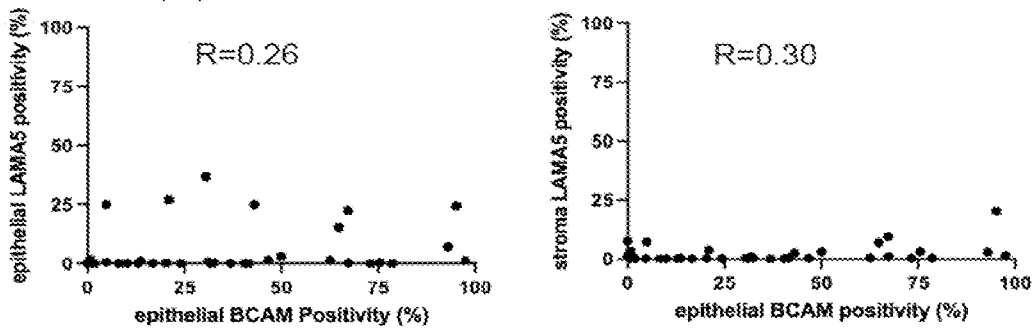 epithelial LAMA5 positivity (%)
100
75
50
25
0
R=0.26
0 25 50 75 100
epithelial BCAM Positivity (%)
stroma LAMA5 positivity (%)
100
75
50
25
0
R=0.30
0 25 50 75 100
epithelial BCAM positivity (%)